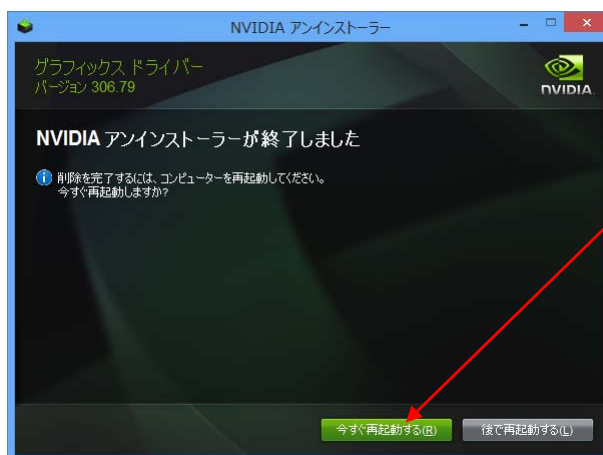 NVIDIA アンインストーラー
グラフィックス ドライバー
バージョン 306.79
NVIDIA
NVIDIA アンインストーラーが終了しました
削除を完了するには、コンピューターを再起動してください。
今すぐ再起動しますか?
今すぐ再起動する(R)
後で再起動する(L)